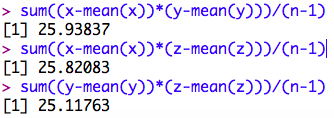 > sum((x-mean(x))*(y-mean(y)))/(n-1)
[1] 25.93837
> sum((x-mean(x))*(z-mean(z)))/(n-1)
[1] 25.82083
> sum((y-mean(y))*(z-mean(z)))/(n-1)
[1] 25.11763